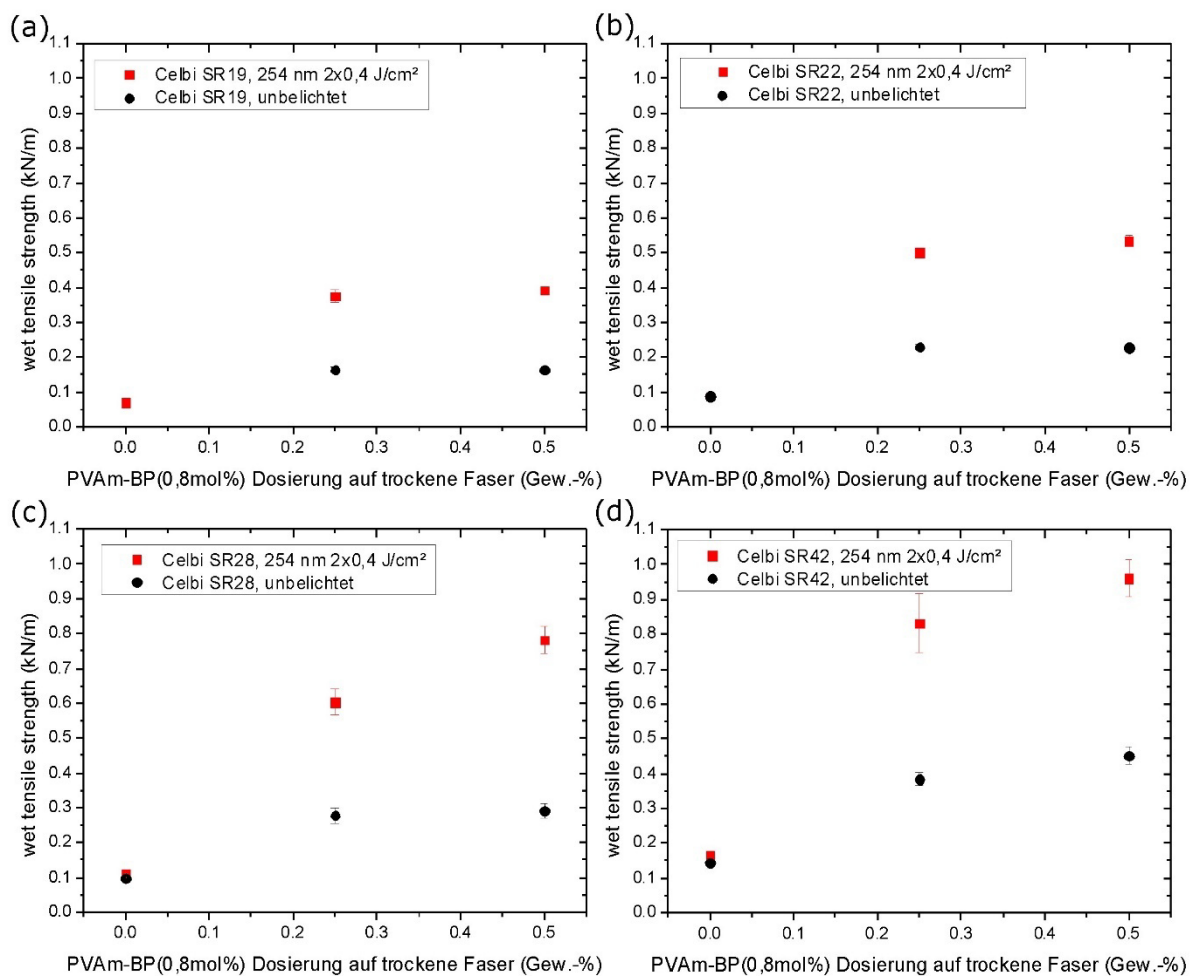 (a)
1.1
1.0
0.9
0.8
0.7
0.6
0.5
0.4
0.3
0.2
0.1
0.0
wet tensile strength (kN/m)
Celbi SR19, 254 nm 2x0,4 J/cm²
Celbi SR19, unbelichtet
0.0 0.1 0.2 0.3 0.4 0.5
PVAm-BP(0,8mol%) Dosierung auf trockene Faser (Gew.-%)
(b)
1.1
1.0
0.9
0.8
0.7
0.6
0.5
0.4
0.3
0.2
0.1
0.0
wet tensile strength (kN/m)
Celbi SR22, 254 nm 2x0,4 J/cm²
Celbi SR22, unbelichtet
0.0 0.1 0.2 0.3 0.4 0.5
PVAm-BP(0,8mol%) Dosierung auf trockene Faser (Gew.-%)
(c)
1.1
1.0
0.9
0.8
0.7
0.6
0.5
0.4
0.3
0.2
0.1
0.0
wet tensile strength (kN/m)
Celbi SR28, 254 nm 2x0,4 J/cm²
Celbi SR28, unbelichtet
0.0 0.1 0.2 0.3 0.4 0.5
PVAm-BP(0,8mol%) Dosierung auf trockene Faser (Gew.-%)
(d)
1.1
1.0
0.9
0.8
0.7
0.6
0.5
0.4
0.3
0.2
0.1
0.0
wet tensile strength (kN/m)
Celbi SR42, 254 nm 2x0,4 J/cm²
Celbi SR42, unbelichtet
0.0 0.1 0.2 0.3 0.4 0.5
PVAm-BP(0,8mol%) Dosierung auf trockene Faser (Gew.-%)